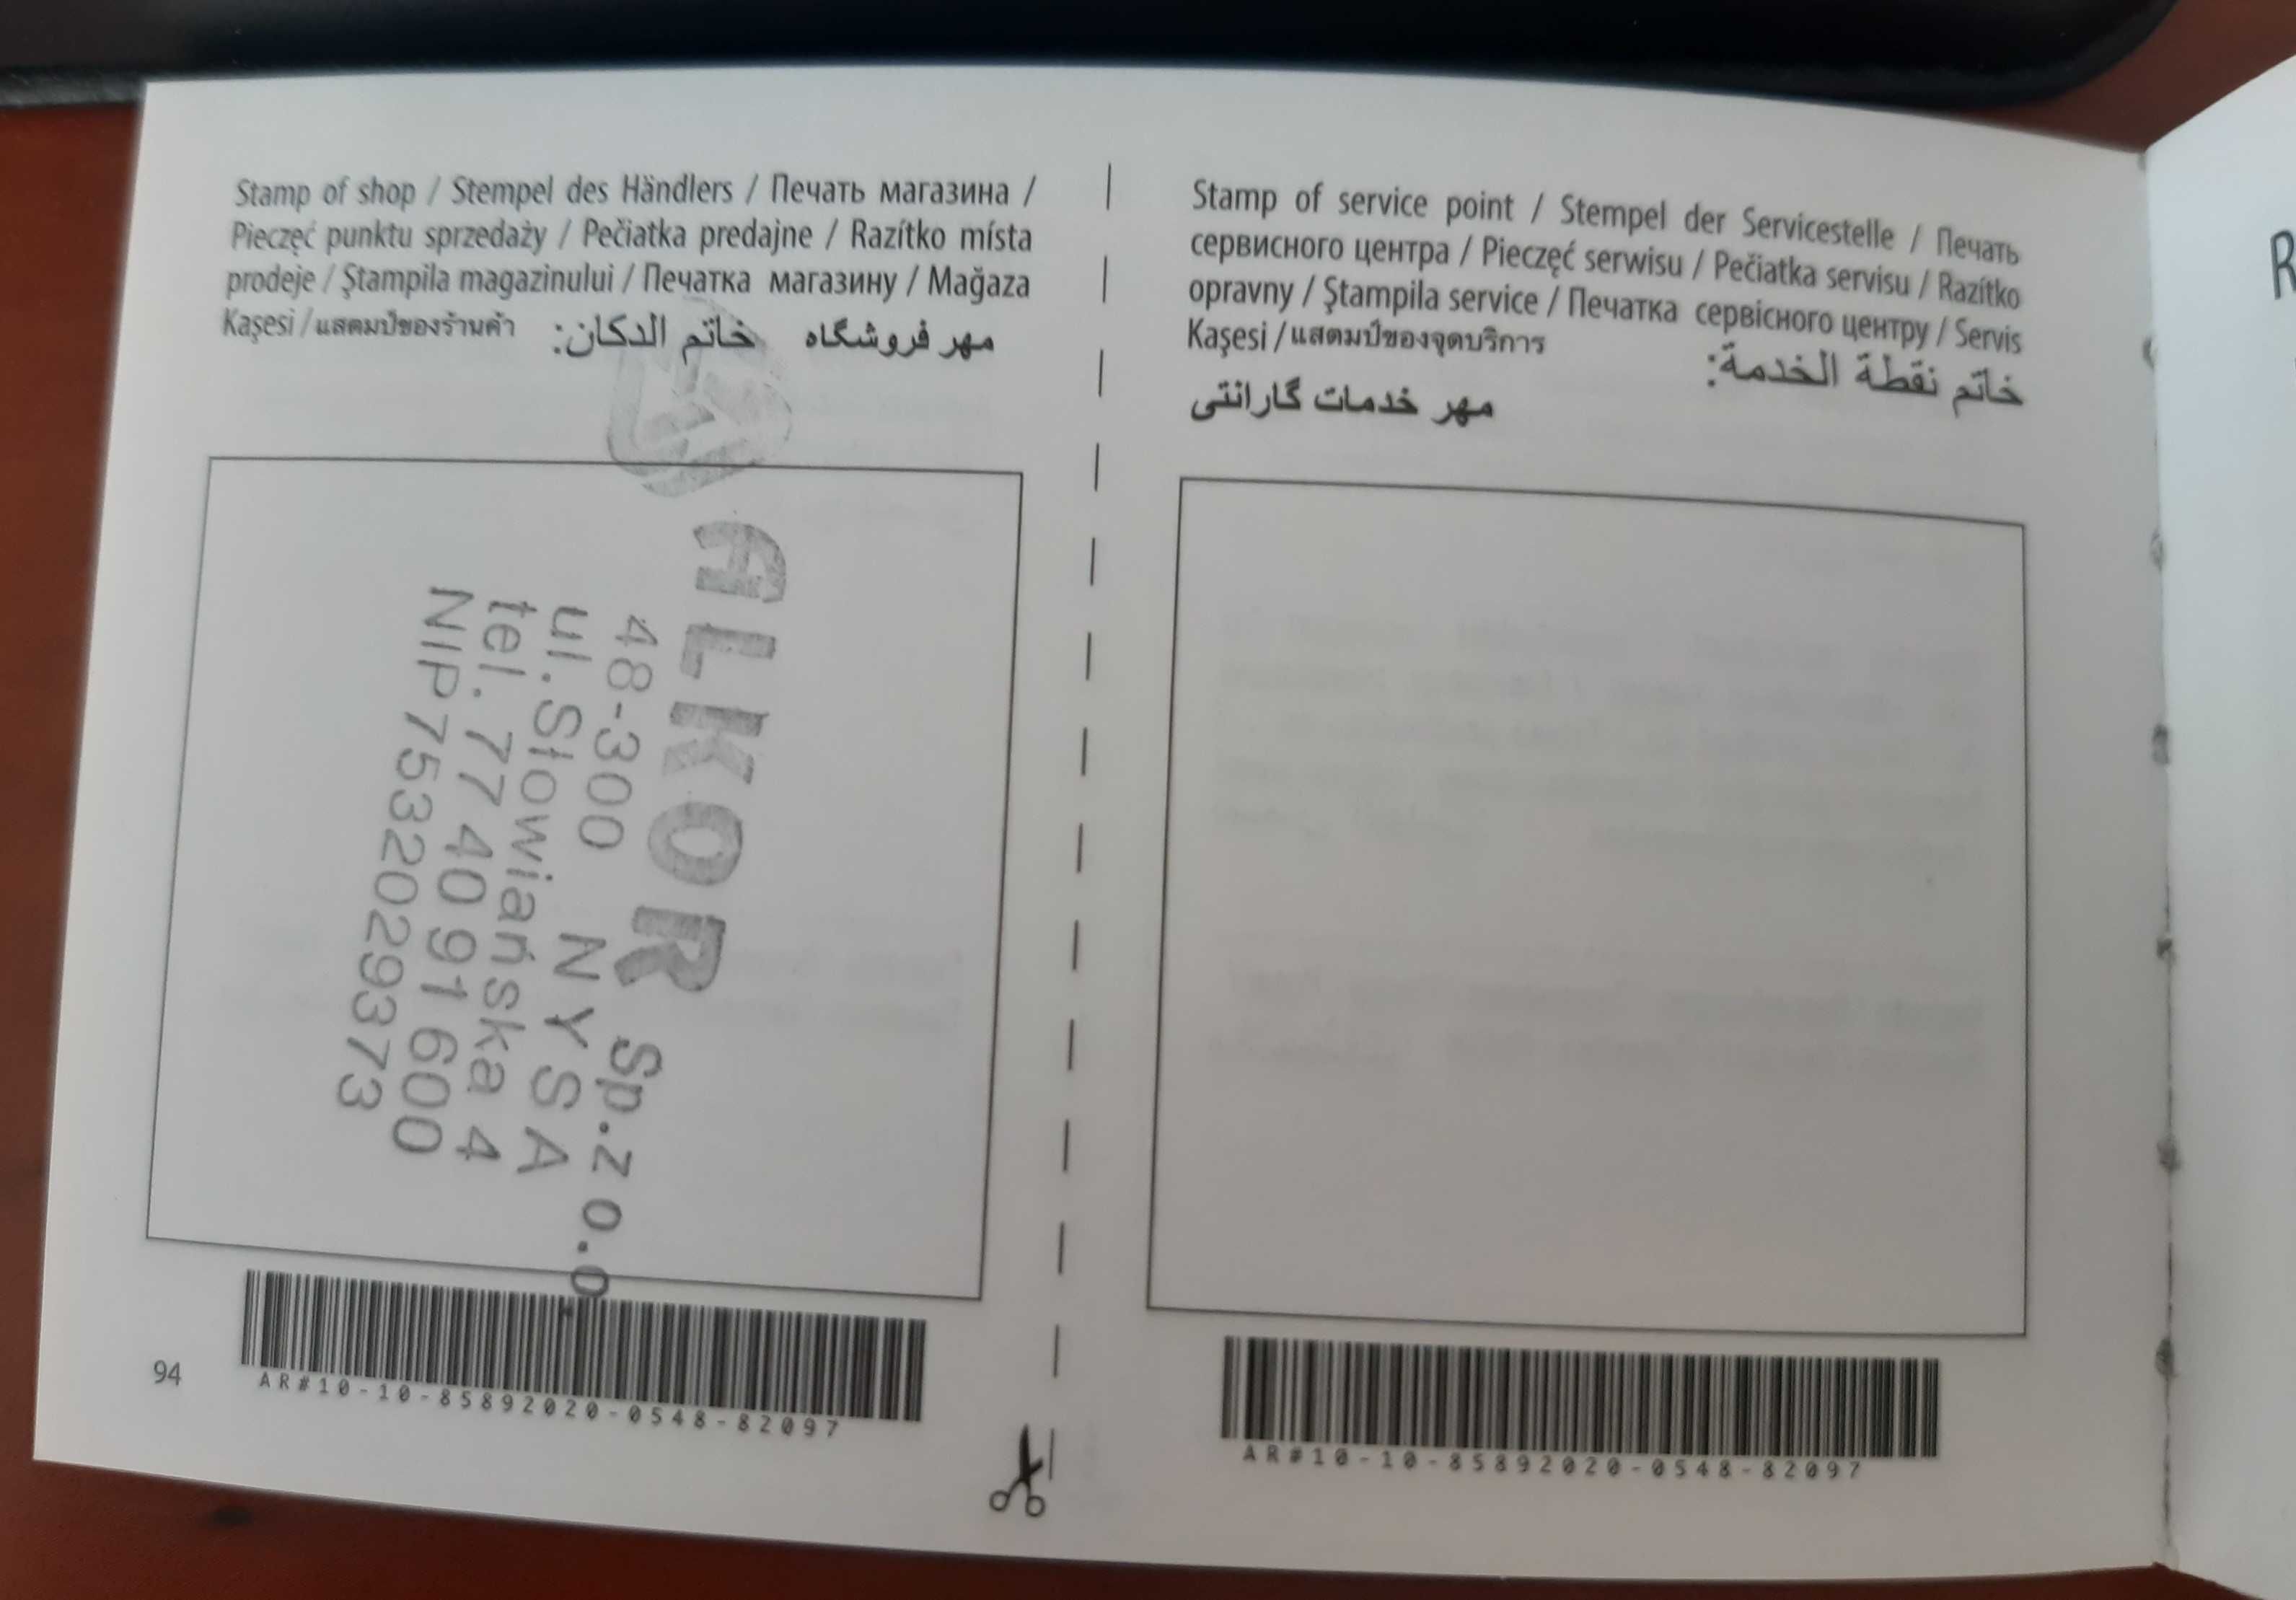 Stamp of shop / Stempel des Händlers / Печать магазина /
Pieczęć punktu sprzedaży / Pečiatka predajne / Razítko místa
prodeje / Ştampila magazinului / Печатка магазину / Mağaza
Kaşesi / แสตมป์ของร้านค้า خاتم الدكان: مهر فروشگاه
ALKOR Sp.z o.o.
48-300 NYSA
ul.Słowiańska 4
tel. 77 40 91 600
NIP 7532029373
AR#10-10-85892020-0548-82097
94
Stamp of service point / Stempel der Servicestelle / Печать
сервисного центра / Pieczęć serwisu / Pečiatka servisu / Razítko
opravny / Ştampila service / Печатка сервісного центру / Servis
Kaşesi / แสตมป์ของจุดบริการ خاتم نقطة الخدمة:
مهر خدمات گارانتی
AR#10-10-85892020-0548-82097